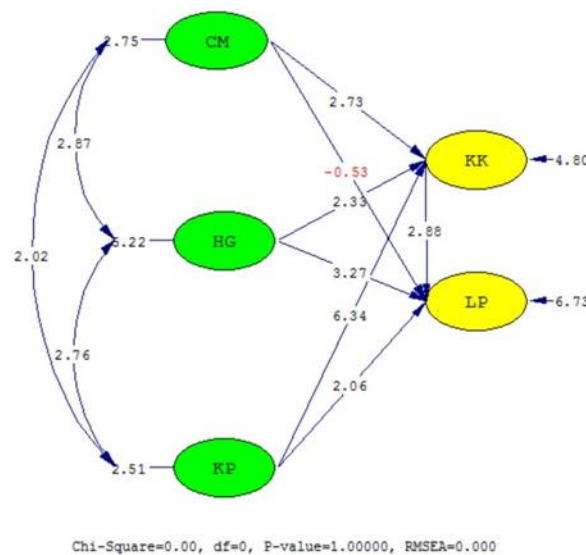 2.75
CM
2.73
2.87
KK
4.80
-0.53
2.33
HG
2.88
2.02
3.27
LP
6.73
6.34
2.76
2.06
2.51
KP
Chi-Square=0.00, df=0, P-value=1.00000, RMSEA=0.000